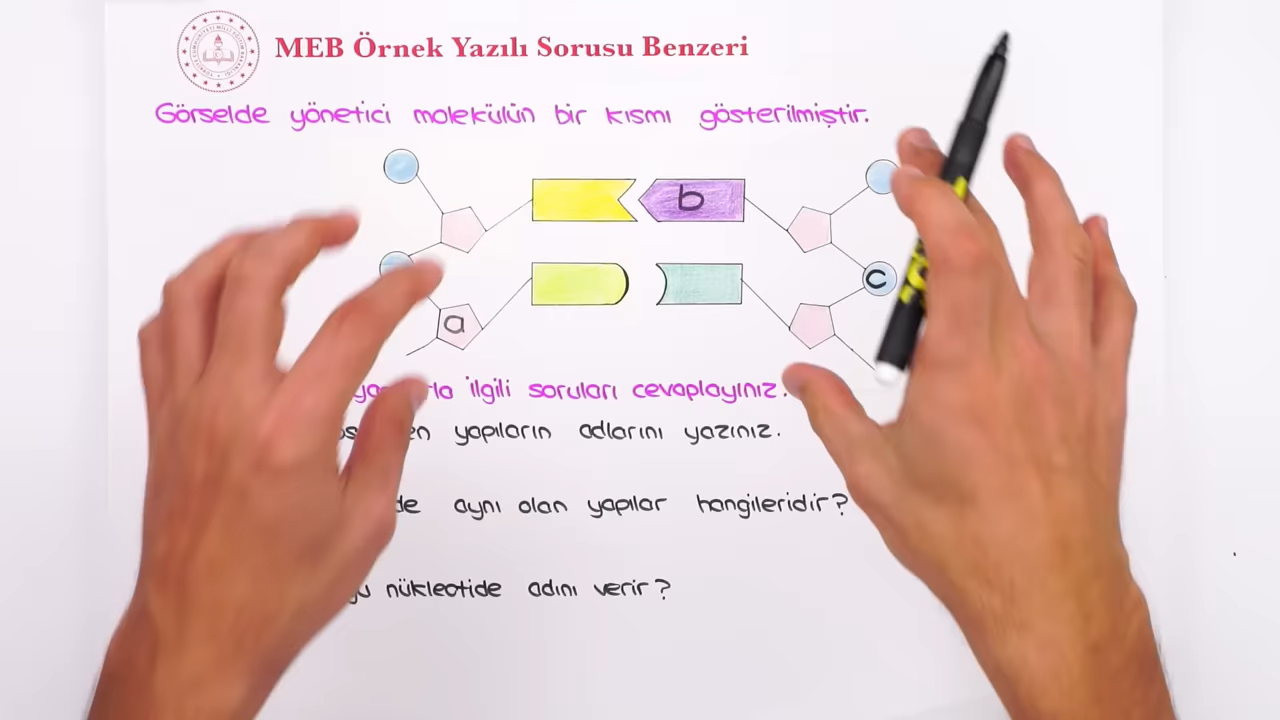 MEB Örnek Yazılı Sorusu Benzeri
Görselde yönetici molekülün bir kısmı gösterilmiştir.
b
c
a
ilgili soruları cevaplayınız.
yapıların adlarını yazınız.
aynı olan yapılar hangileridir?
nükleotide adını verir?